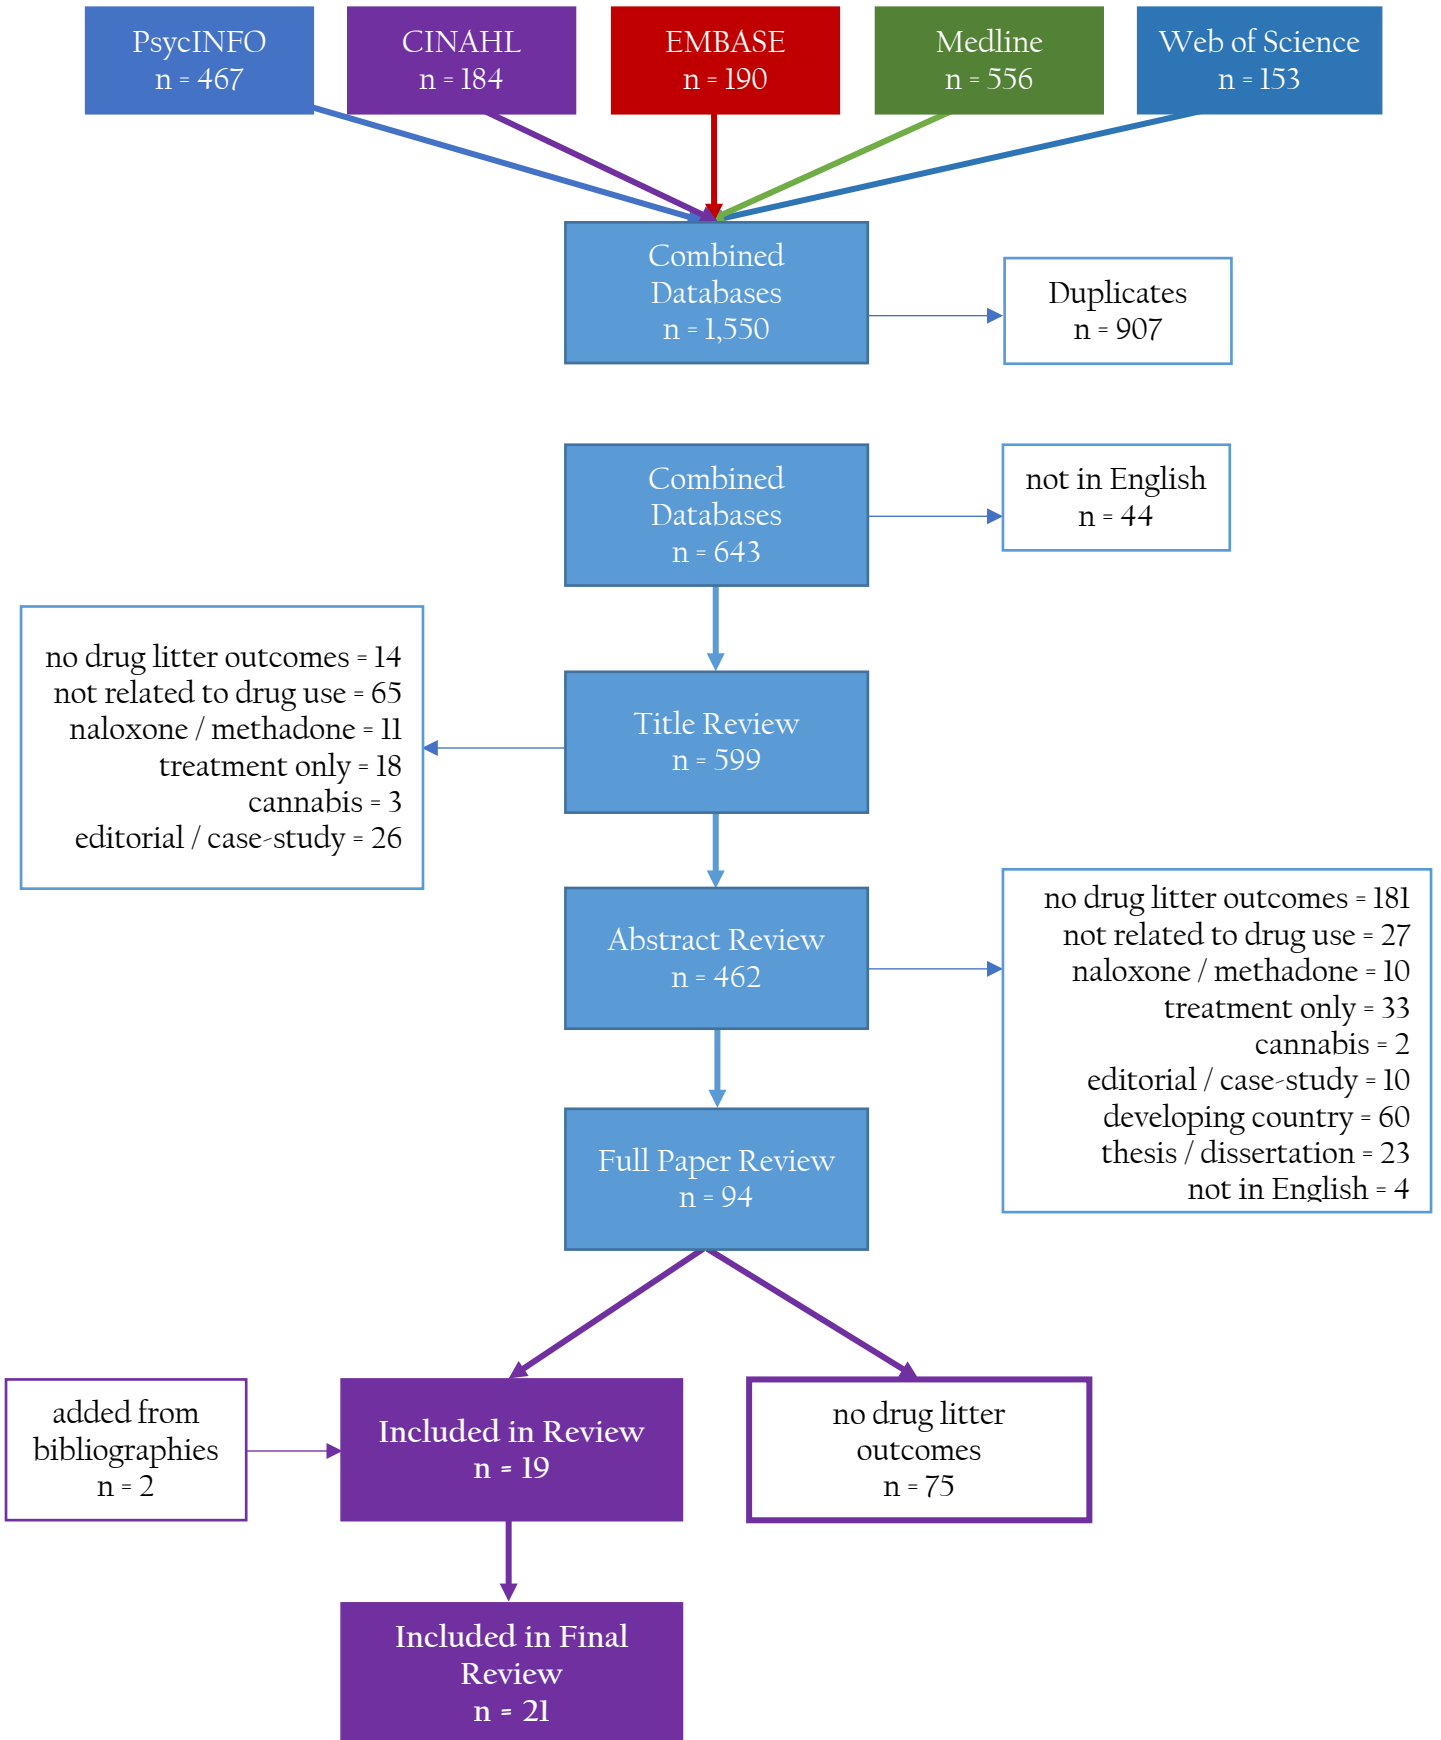 PsycINFO
n = 467
CINAHL
n = 184
EMBASE
n = 190
Medline
n = 556
Web of Science
n = 153
Combined
Databases
n = 1,550
Duplicates
n = 907
Combined
Databases
n = 643
not in English
n = 44
no drug litter outcomes = 14
not related to drug use = 65
naloxone / methadone = 11
treatment only = 18
cannabis = 3
editorial / case-study = 26
Title Review
n = 599
Abstract Review
n = 462
no drug litter outcomes = 181
not related to drug use = 27
naloxone / methadone = 10
treatment only = 33
cannabis = 2
editorial / case-study = 10
developing country = 60
thesis / dissertation = 23
not in English = 4
Full Paper Review
n = 94
added from
bibliographies
n = 2
Included in Review
n = 19
no drug litter
outcomes
n = 75
Included in Final
Review
n = 21